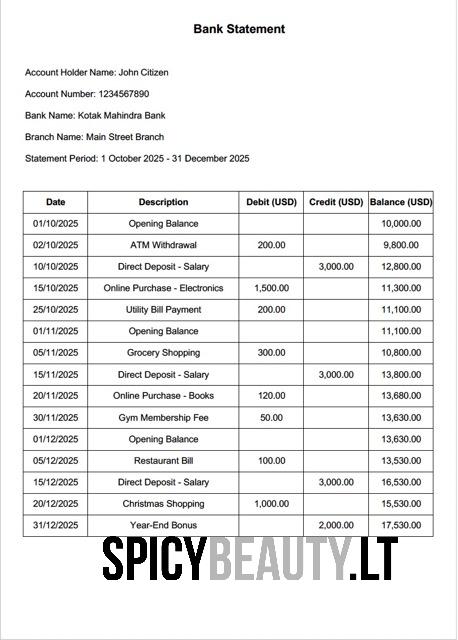 Bank Statement
Account Holder Name: John Citizen
Account Number: 1234567890
Bank Name: Kotak Mahindra Bank
Branch Name: Main Street Branch
Statement Period: 1 October 2025 - 31 December 2025
Date Description Debit (USD) Credit (USD) Balance (USD)
01/10/2025 Opening Balance 10,000.00
02/10/2025 ATM Withdrawal 200.00 9,800.00
10/10/2025 Direct Deposit - Salary 3,000.00 12,800.00
15/10/2025 Online Purchase - Electronics 1,500.00 11,300.00
25/10/2025 Utility Bill Payment 200.00 11,100.00
01/11/2025 Opening Balance 11,100.00
05/11/2025 Grocery Shopping 300.00 10,800.00
15/11/2025 Direct Deposit - Salary 3,000.00 13,800.00
20/11/2025 Online Purchase - Books 120.00 13,680.00
30/11/2025 Gym Membership Fee 50.00 13,630.00
01/12/2025 Opening Balance 13,630.00
05/12/2025 Restaurant Bill 100.00 13,530.00
15/12/2025 Direct Deposit - Salary 3,000.00 16,530.00
20/12/2025 Christmas Shopping 1,000.00 15,530.00
31/12/2025 Year-End Bonus 2,000.00 17,530.00
SPICYBEAUTY.LT